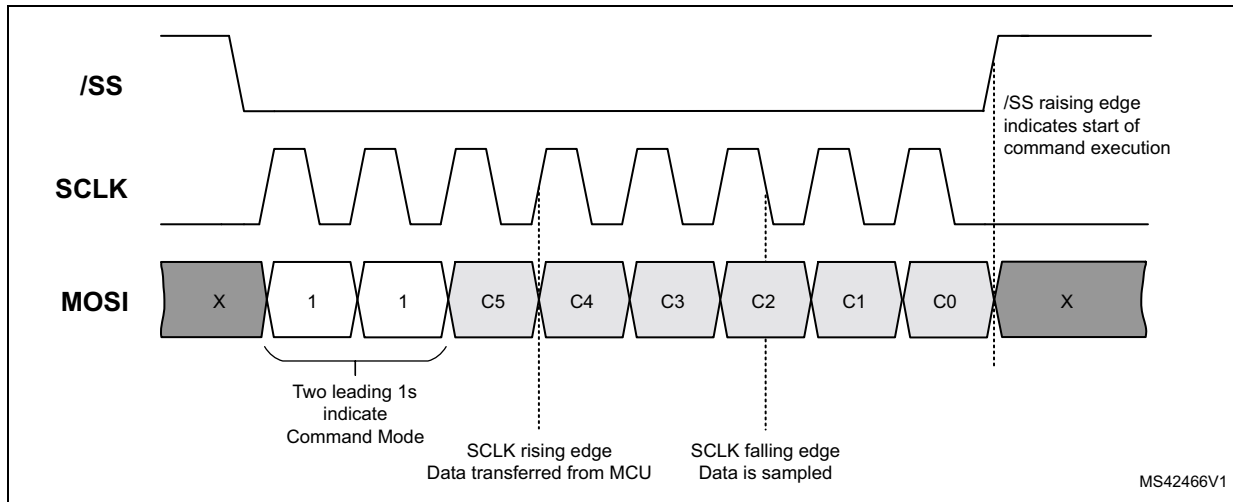 /SS
/SS raising edge
indicates start of
command execution
SCLK
MOSI
X 1 1 C5 C4 C3 C2 C1 C0 X
Two leading 1s
indicate
Command Mode
SCLK rising edge
Data transferred from MCU
SCLK falling edge
Data is sampled
MS42466V1